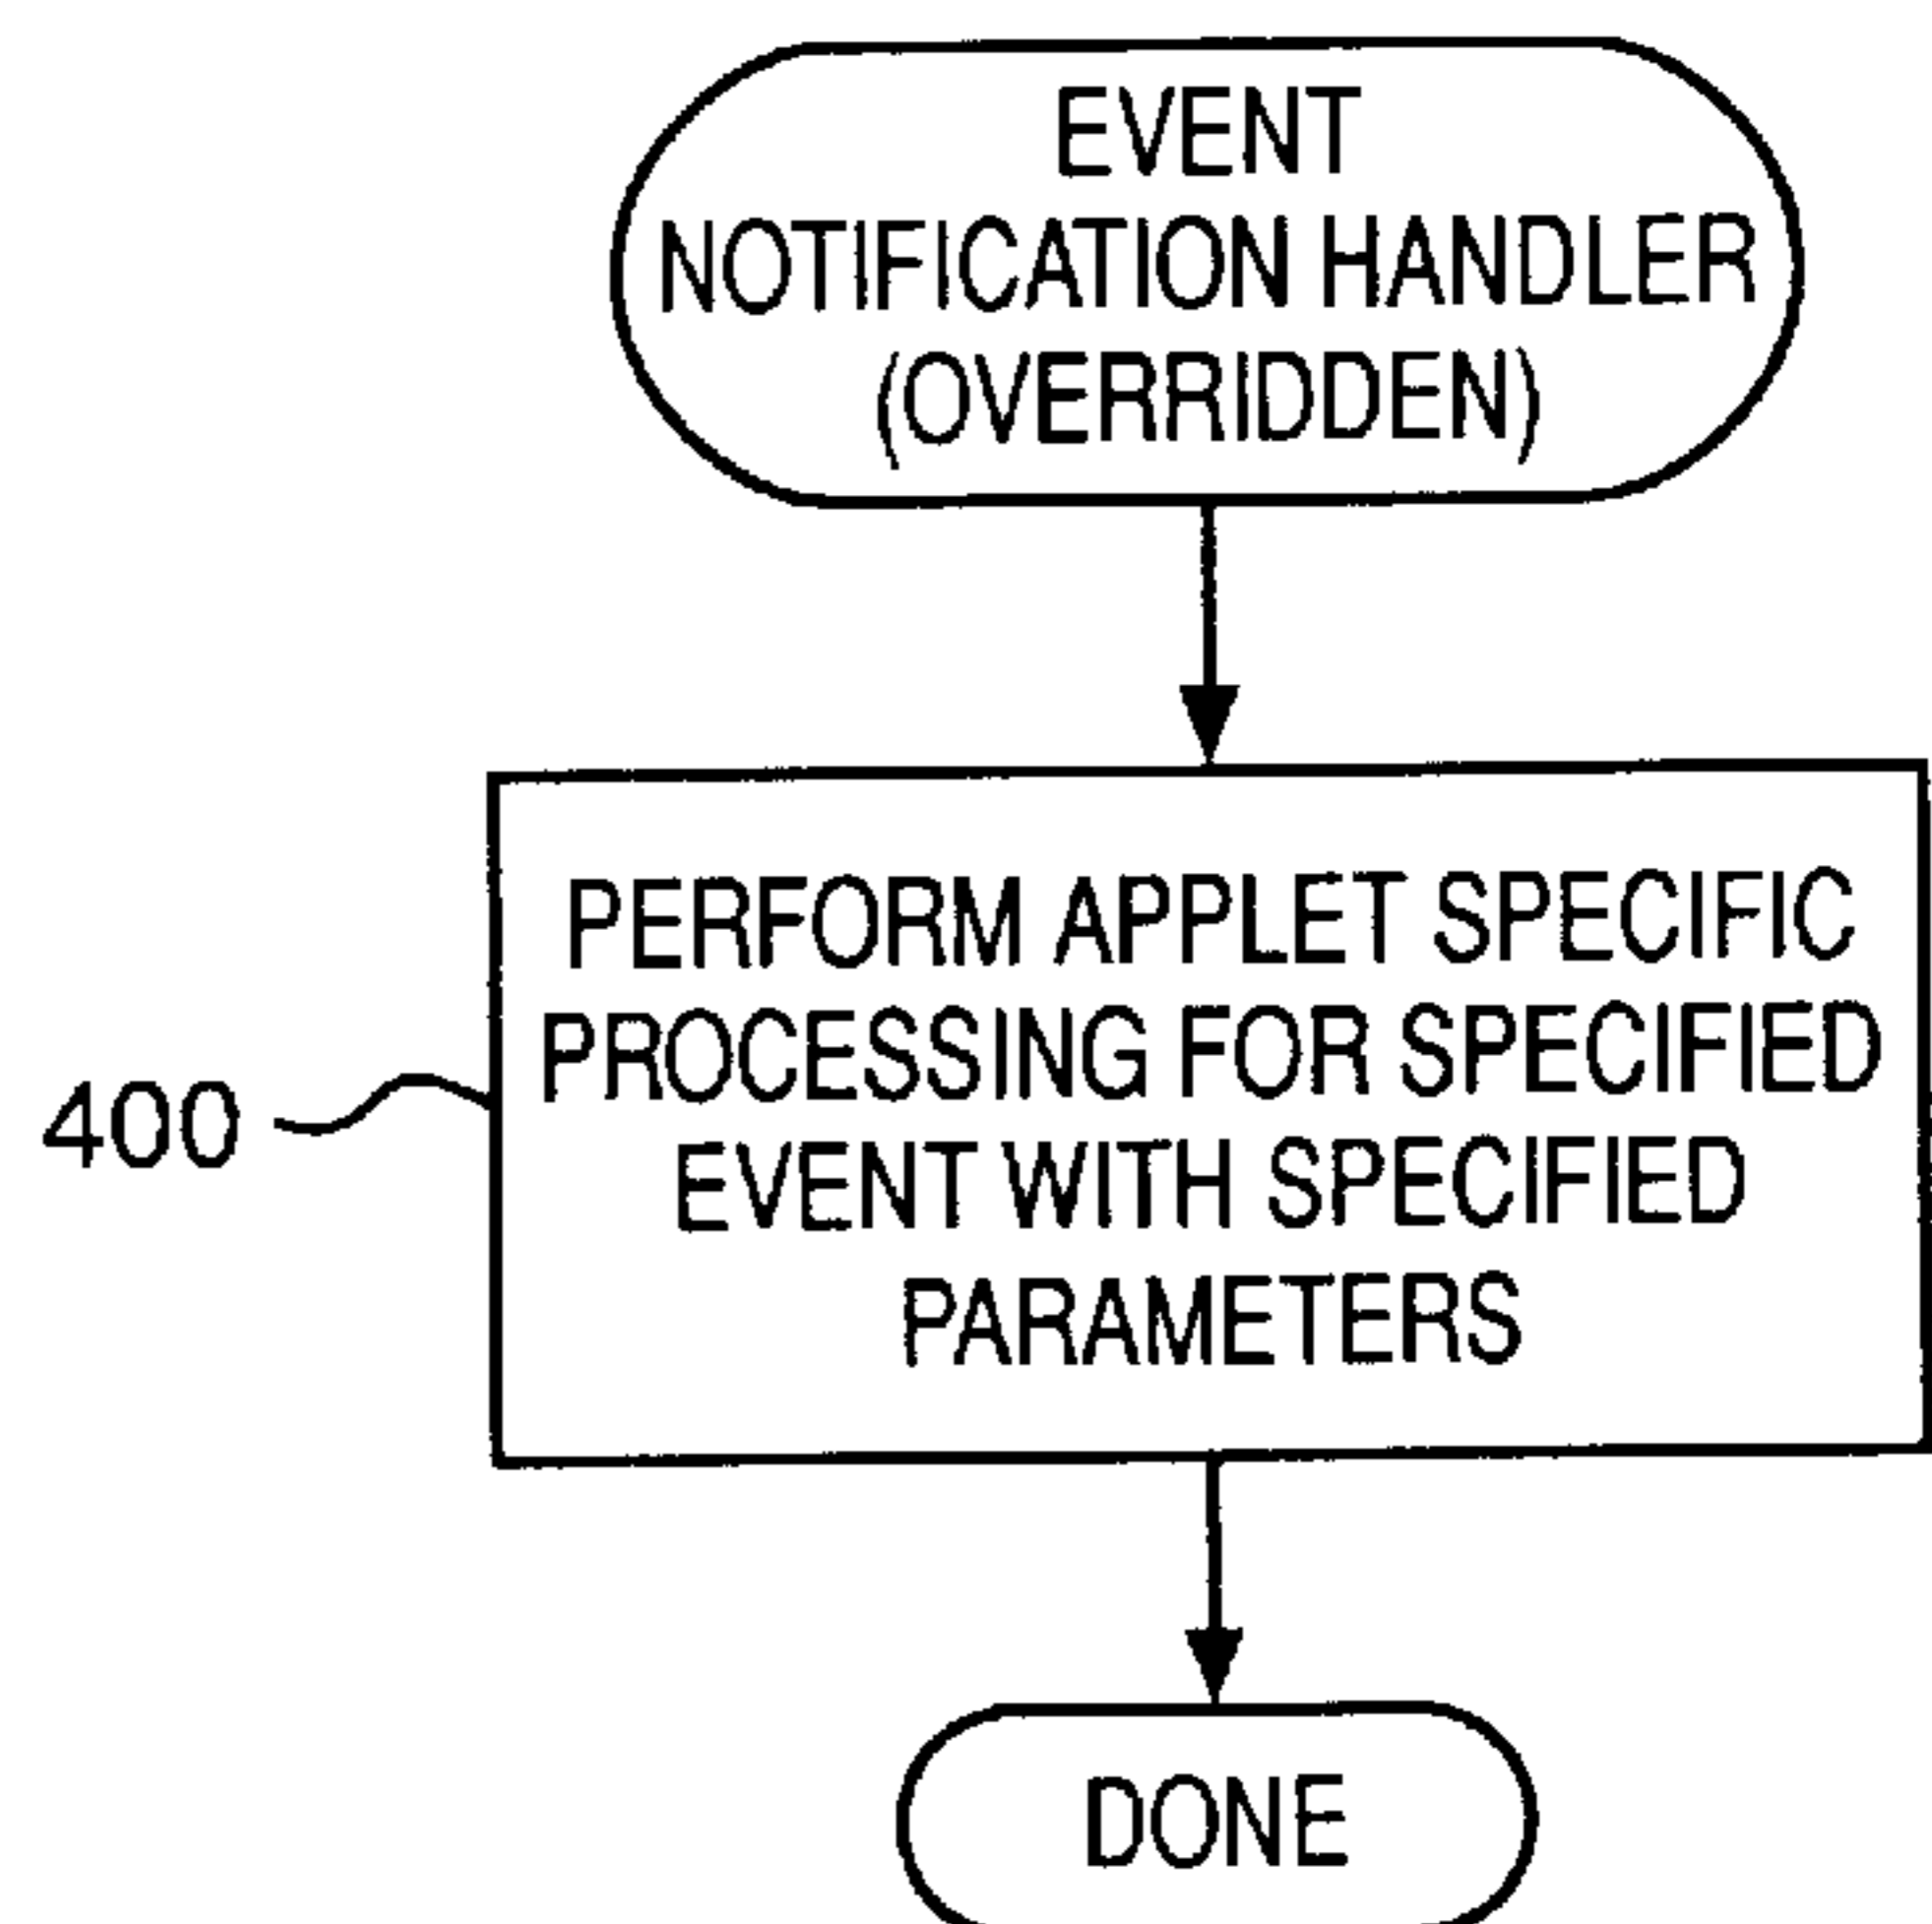 EVENT
NOTIFICATION HANDLER
(OVERRIDDEN)
PERFORM APPLET SPECIFIC
PROCESSING FOR SPECIFIED
EVENT WITH SPECIFIED
PARAMETERS
400
DONE